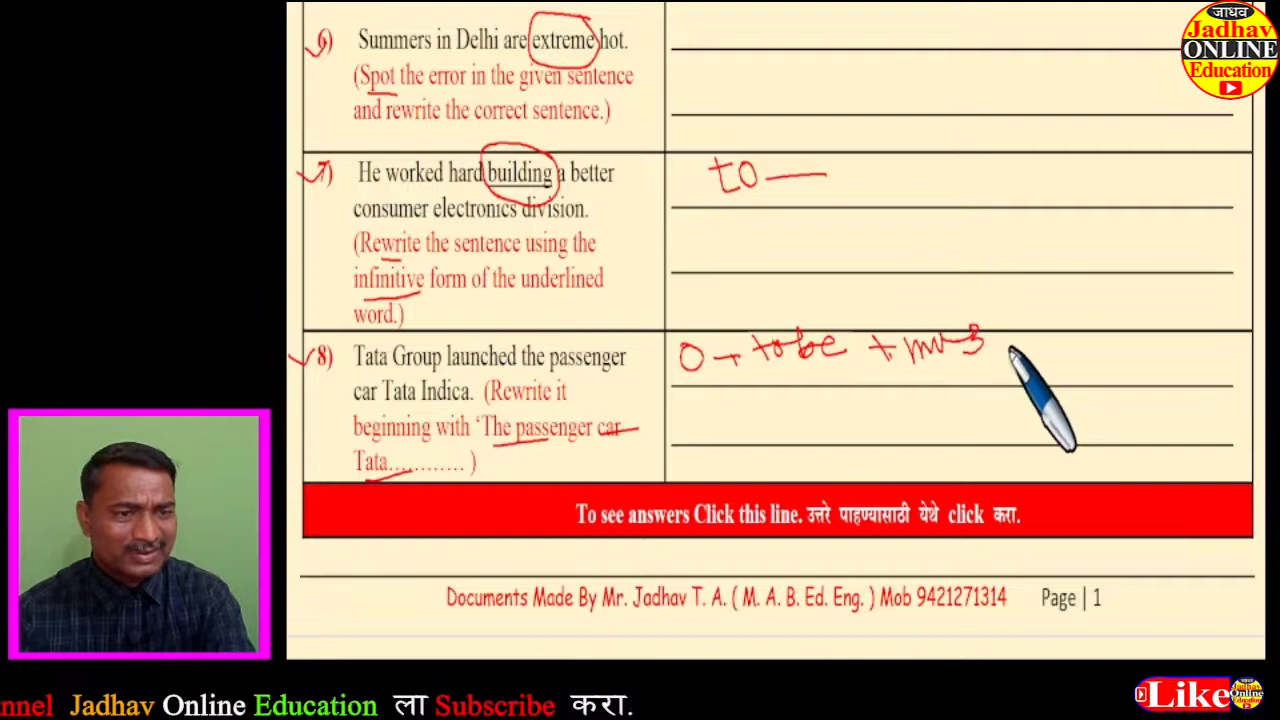 जाधव
Jadhav
ONLINE
Education
6) Summers in Delhi are extreme hot.
(Spot the error in the given sentence
and rewrite the correct sentence.)
7) He worked hard building a better
consumer electronics division.
(Rewrite the sentence using the
infinitive form of the underlined
word.)
to —
8) Tata Group launched the passenger
car Tata Indica. (Rewrite it
beginning with ‘The passenger car
Tata............ )
O + to be + mv3
To see answers Click this line. उत्तरे पाहण्यासाठी येथे click करा.
Documents Made By Mr. Jadhav T. A. ( M. A. B. Ed. Eng. ) Mob 9421271314 Page | 1
nnel Jadhav Online Education ला Subscribe करा.
Like